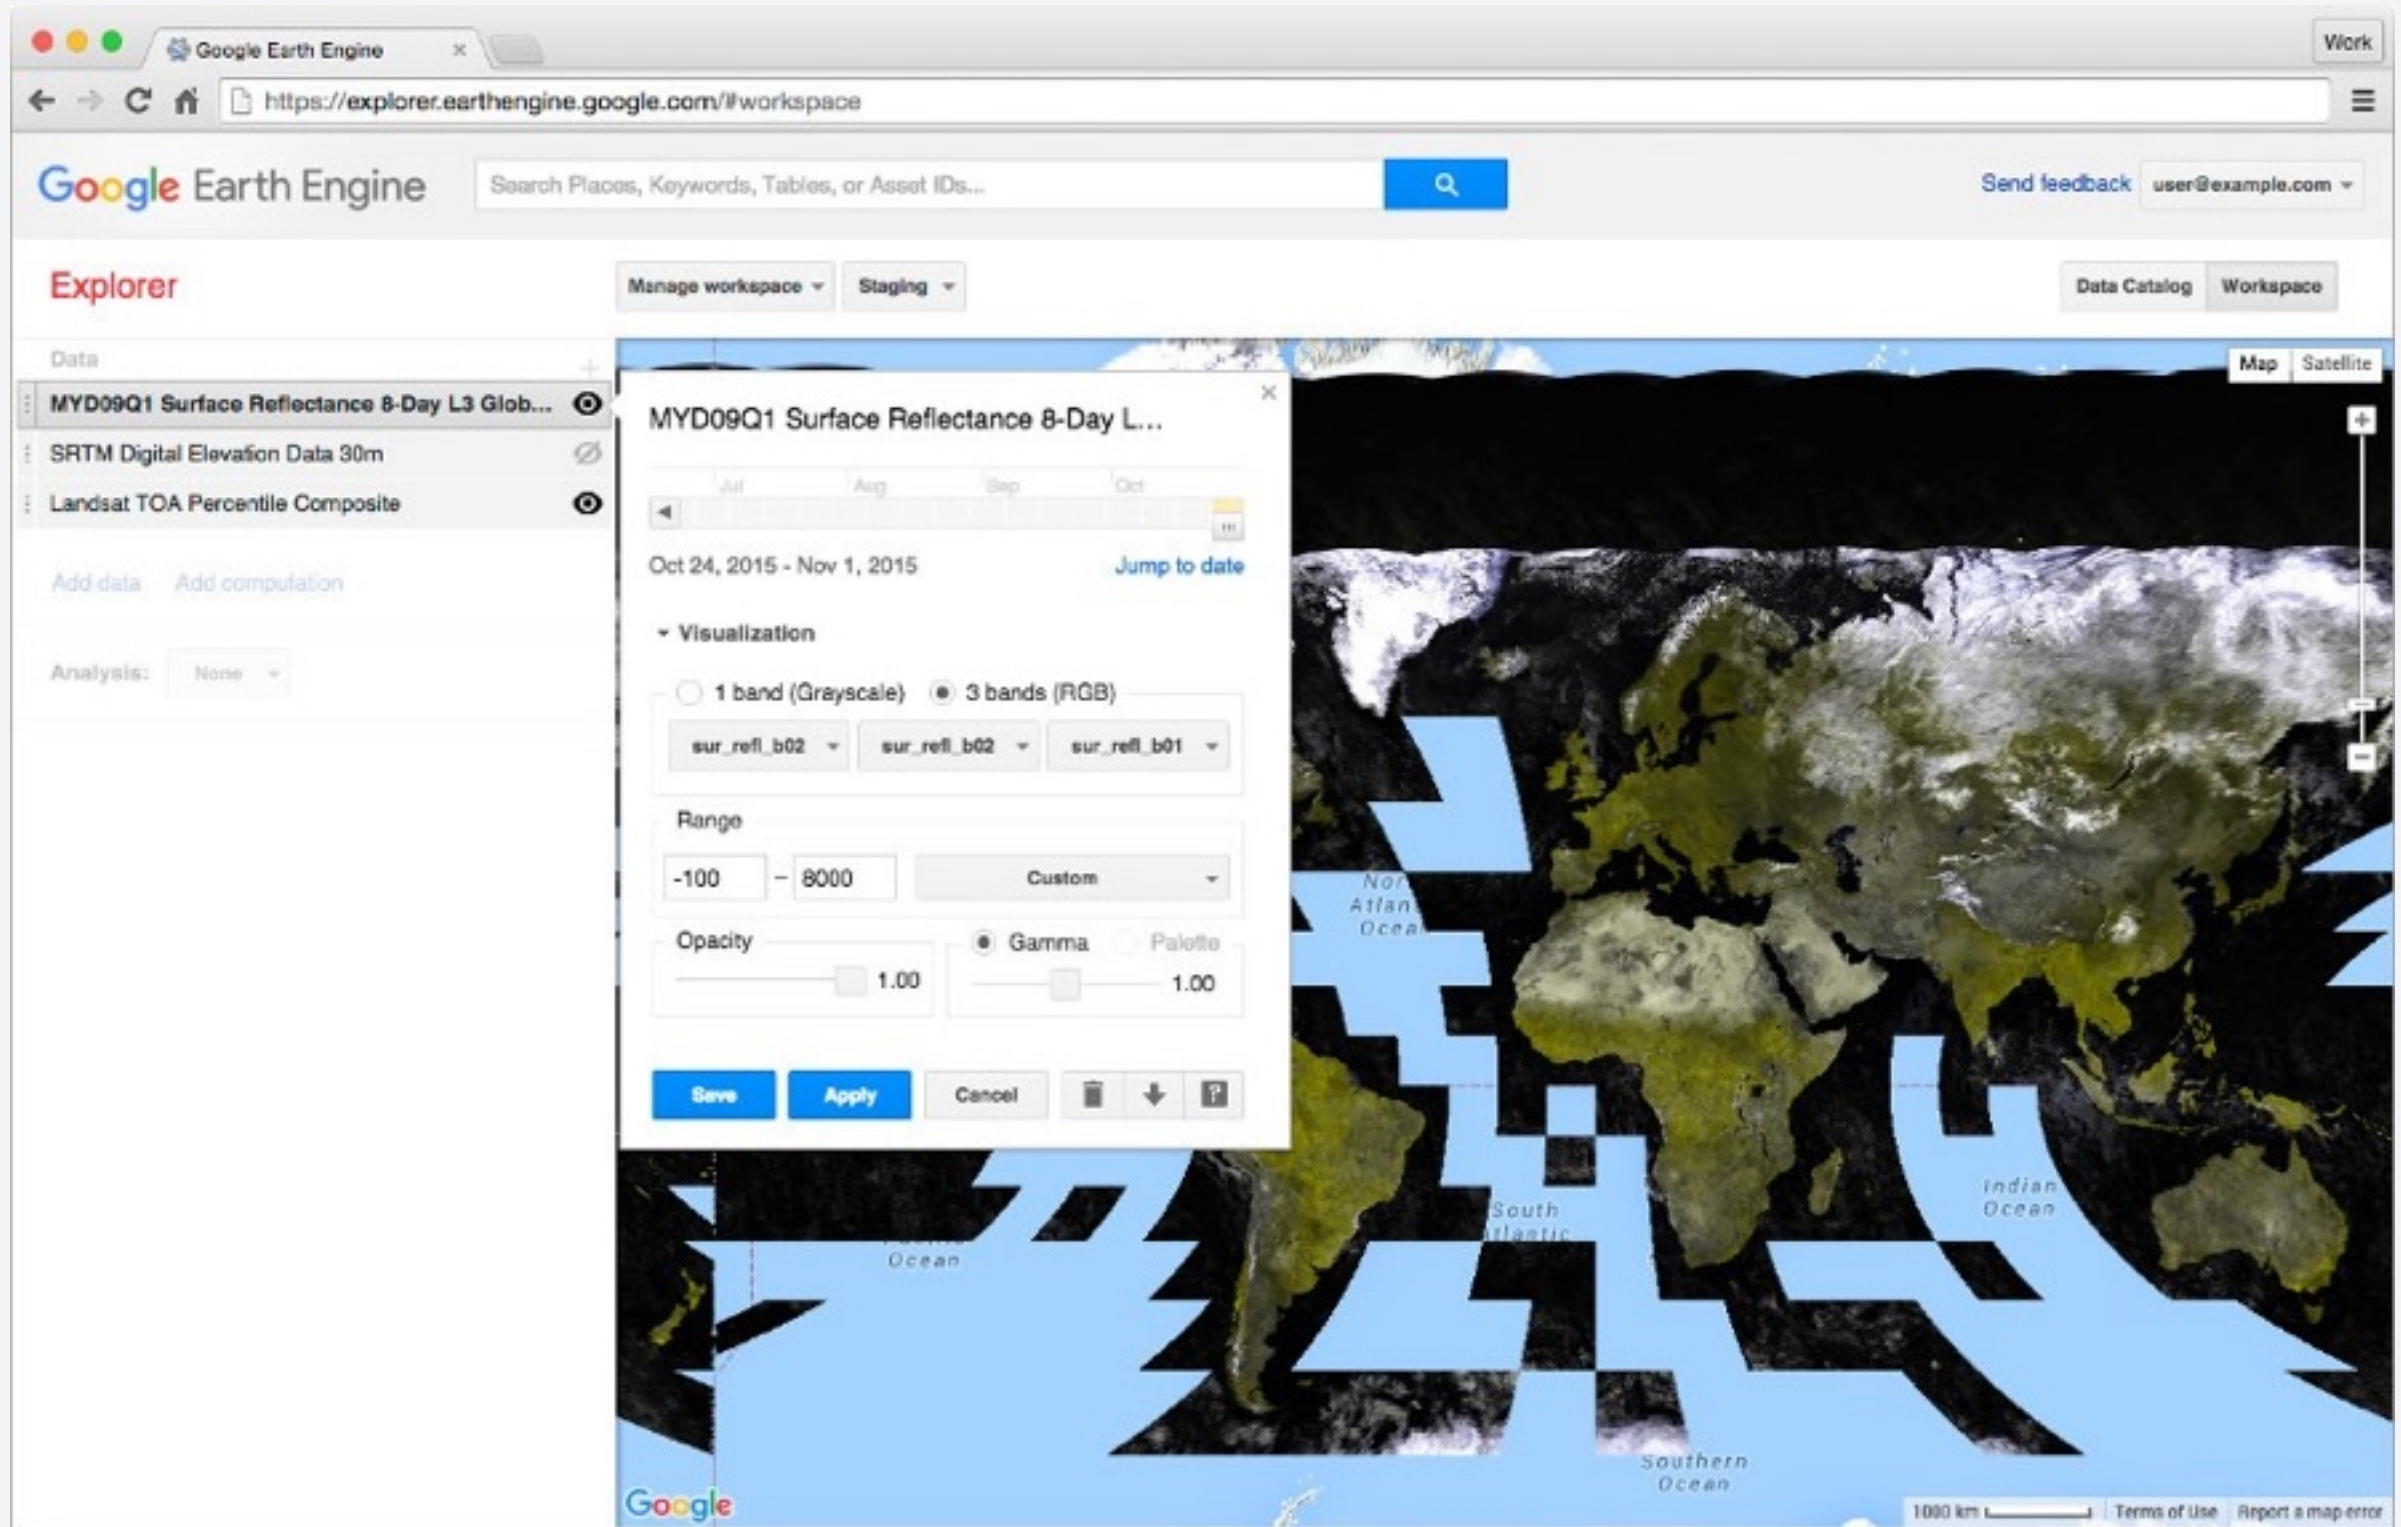 Google Earth Engine
Work
https://explorer.earthengine.google.com/#workspace
Google Earth Engine
Search Places, Keywords, Tables, or Asset IDs...
Send feedback
user@example.com
Explorer
Manage workspace
Staging
Data Catalog
Workspace
Data
MYD09Q1 Surface Reflectance 8-Day L3 Glob...
SRTM Digital Elevation Data 30m
Landsat TOA Percentile Composite
Add data
Add computation
Analysis:
None
MYD09Q1 Surface Reflectance 8-Day L...
Jul
Aug
Sep
Oct
Oct 24, 2015 - Nov 1, 2015
Jump to date
Visualization
1 band (Grayscale)
3 bands (RGB)
sur_refl_b02
sur_refl_b02
sur_refl_b01
Range
-100 – 8000
Custom
Opacity
1.00
Gamma
Palette
1.00
Save
Apply
Cancel
?
Map
Satellite
Nor
Atlan
Ocea
Ocean
South
tlantic
Indian
Ocean
Southern
Ocean
Google
1000 km
Terms of Use
Report a map error